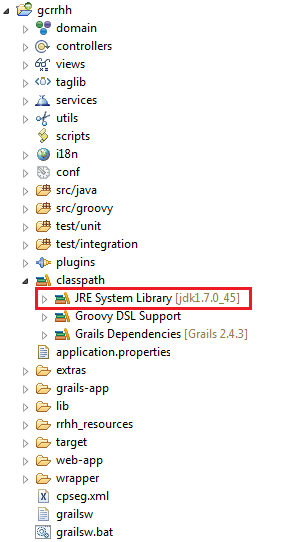 gcrrhh
domain
controllers
views
taglib
services
utils
scripts
i18n
conf
src/java
src/groovy
test/unit
test/integration
plugins
classpath
JRE System Library [jdk1.7.0_45]
Groovy DSL Support
Grails Dependencies [Grails 2.4.3]
application.properties
extras
grails-app
lib
rrhh_resources
target
web-app
wrapper
cpseg.xml
grailsw
grailsw.bat